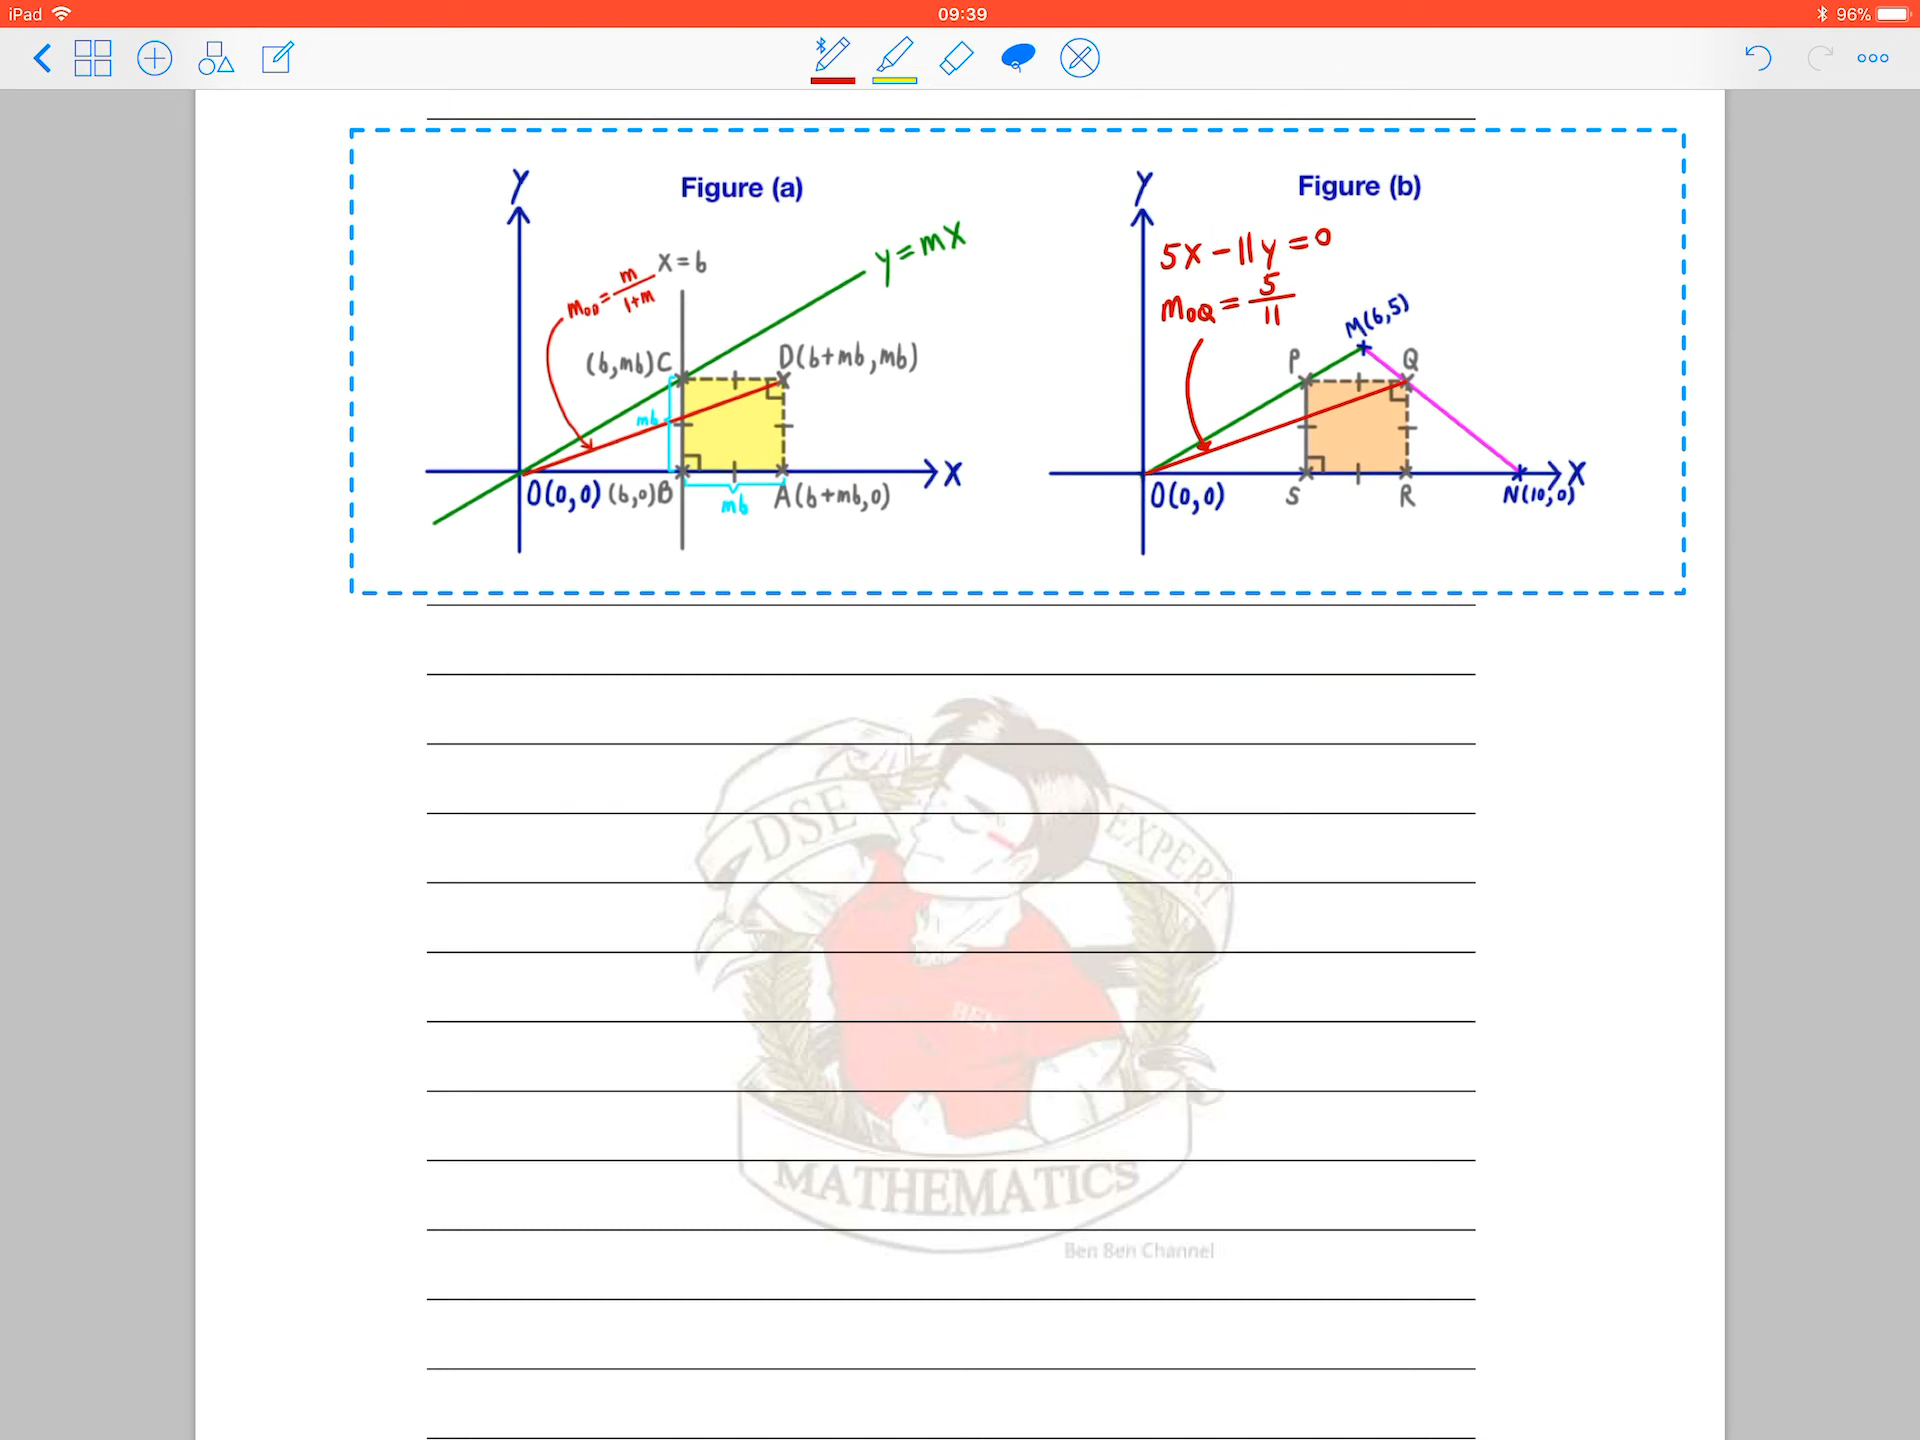 iPad
09:39
96%
Figure (a)
Y
X = b
y = mX
m_OD = m/(1+m)
(b,mb)C
D(b+mb,mb)
mb
O(0,0)
(b,0)B
mb
A(b+mb,0)
X
Figure (b)
Y
5X − 11y = 0
m_OQ = 5/11
M(6,5)
P
Q
O(0,0)
S
R
N(10,0)
X
DSE
EXPERT
BEN
MATHEMATICS
Ben Ben Channel